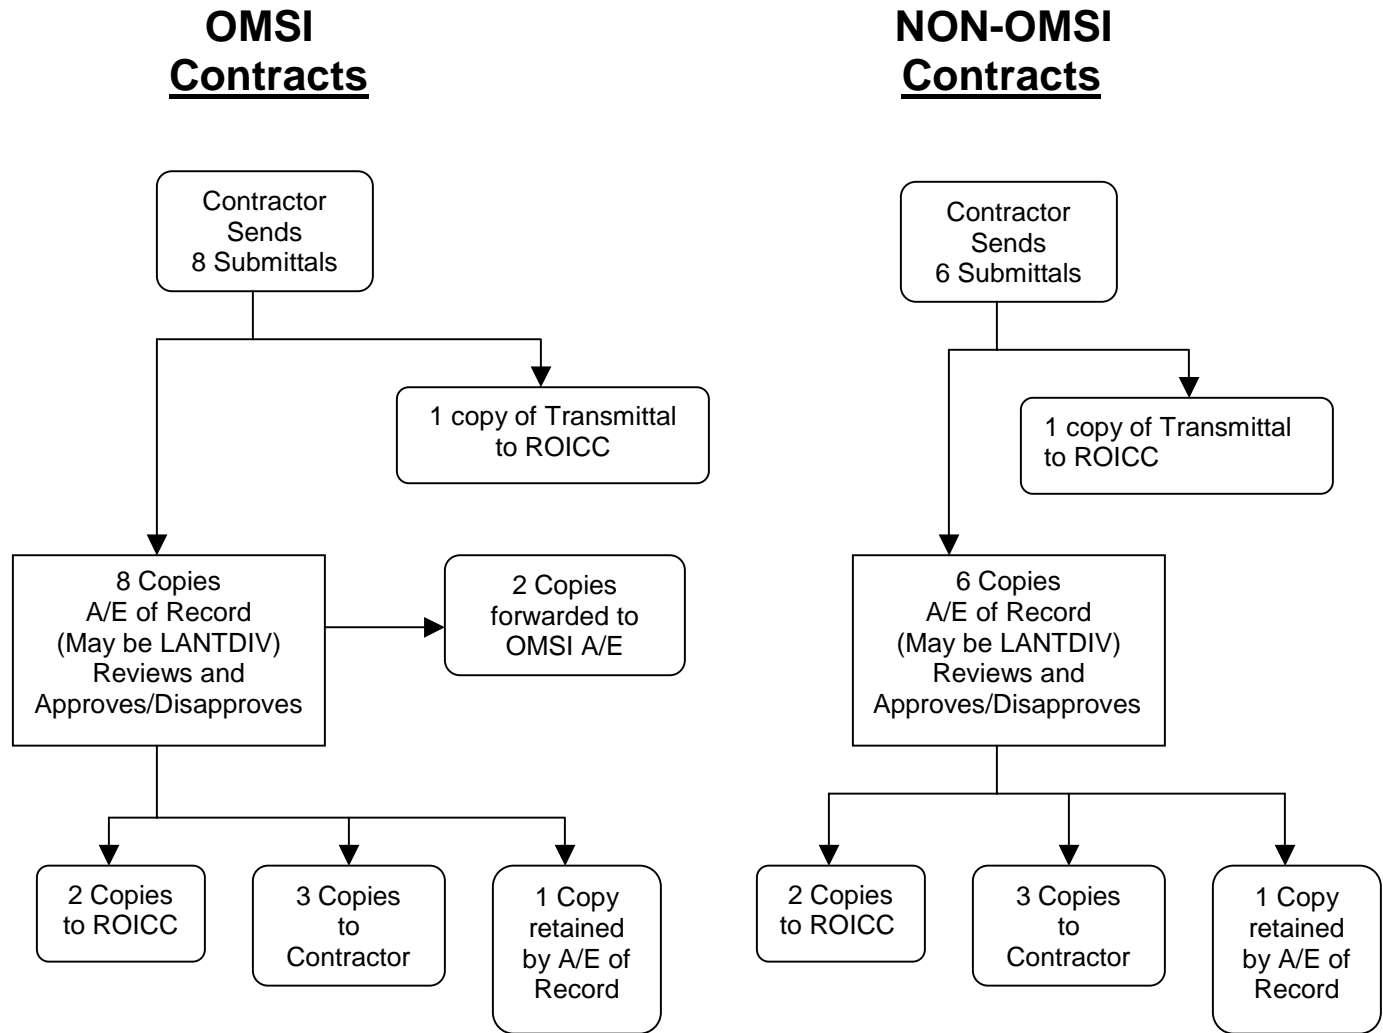 OMSI
Contracts
Contractor
Sends
8 Submittals
1 copy of Transmittal
to ROICC
8 Copies
A/E of Record
(May be LANTDIV)
Reviews and
Approves/Disapproves
2 Copies
forwarded to
OMSI A/E
2 Copies
to ROICC
3 Copies
to
Contractor
1 Copy
retained
by A/E of
Record
NON-OMSI
Contracts
Contractor
Sends
6 Submittals
1 copy of Transmittal
to ROICC
6 Copies
A/E of Record
(May be LANTDIV)
Reviews and
Approves/Disapproves
2 Copies
to ROICC
3 Copies
to
Contractor
1 Copy
retained
by A/E of
Record